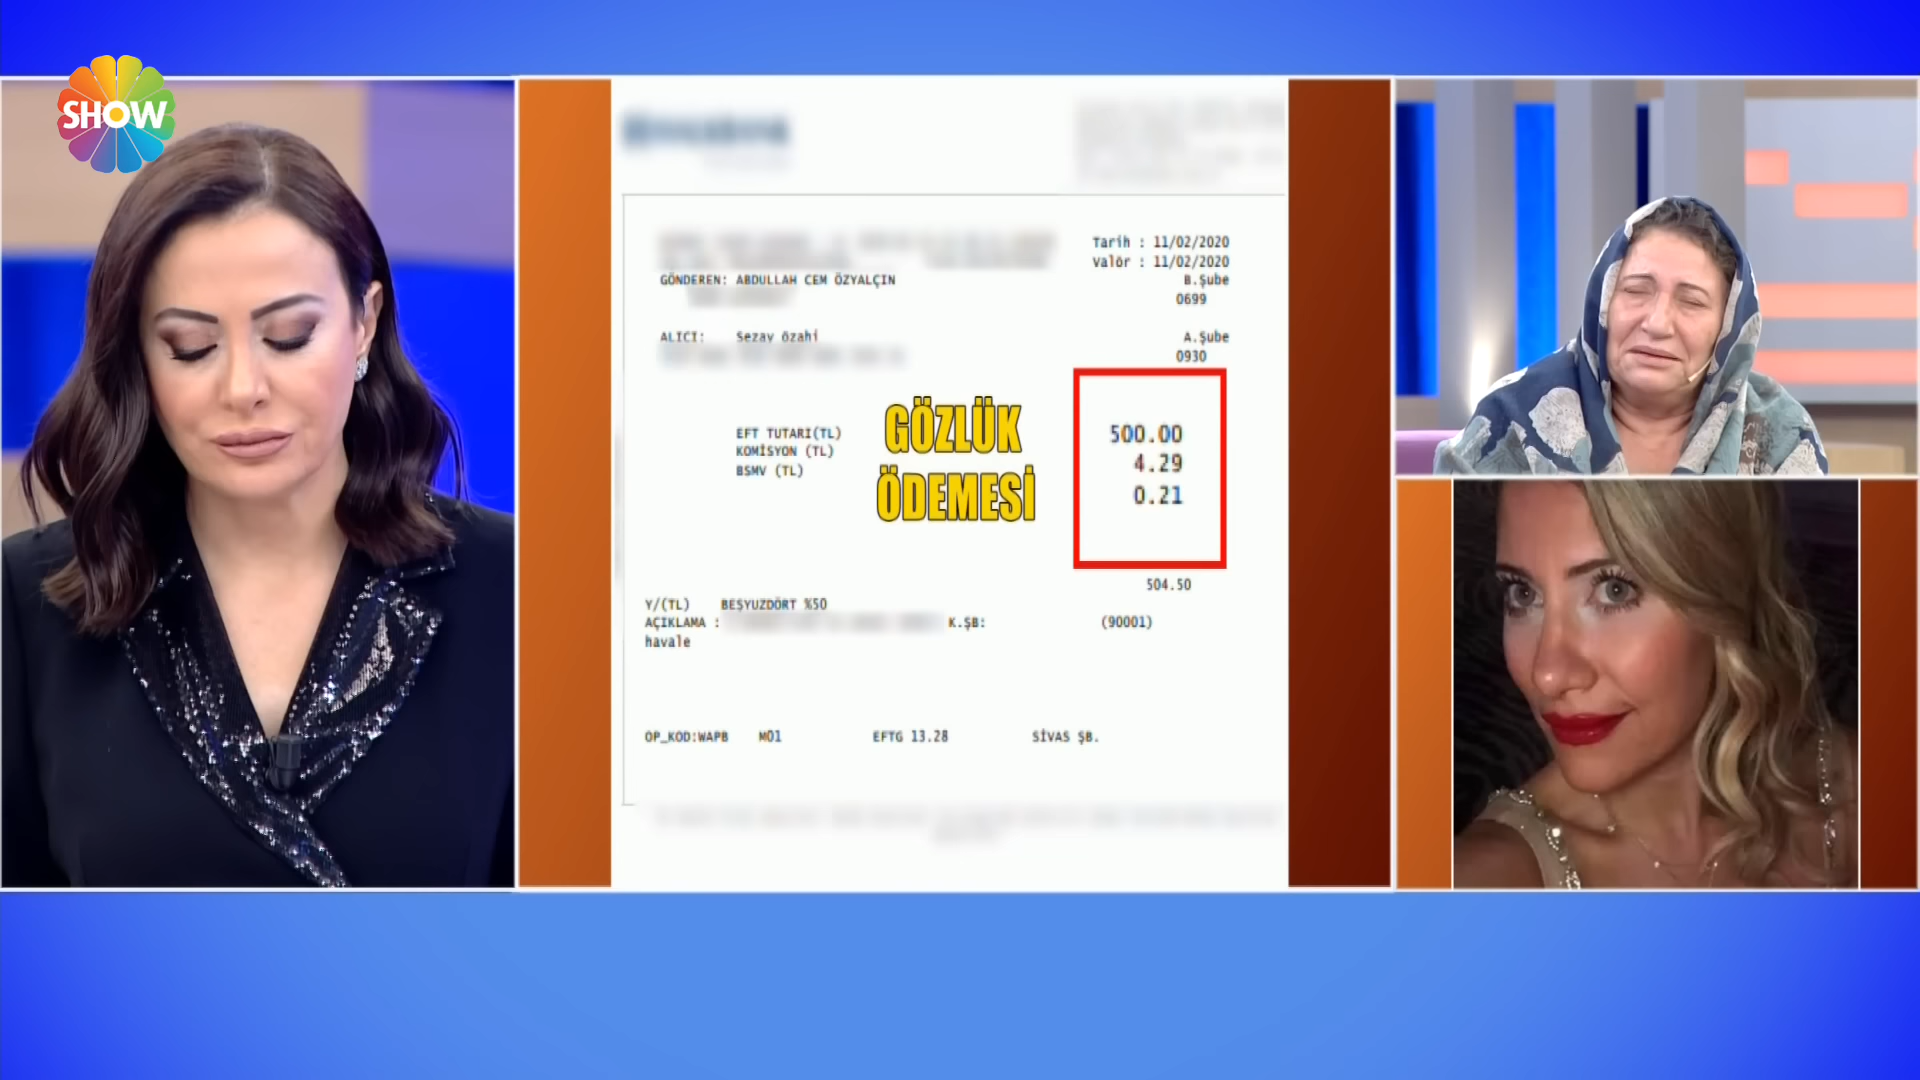 SHOW
Tarih : 11/02/2020
Valör : 11/02/2020
GÖNDEREN: ABDULLAH CEM ÖZYALÇIN
B.Şube
0699
ALICI: Sezay özahi
A.Şube
0930
GÖZLÜK
ÖDEMESİ
EFT TUTARI(TL) 500.00
KOMİSYON (TL) 4.29
BSMV (TL) 0.21
504.50
Y/(TL) BEŞYUZDÖRT %50
AÇIKLAMA : K.ŞB: (90001)
havale
OP_KOD:WAPB M01 EFTG 13.28 SİVAS ŞB.